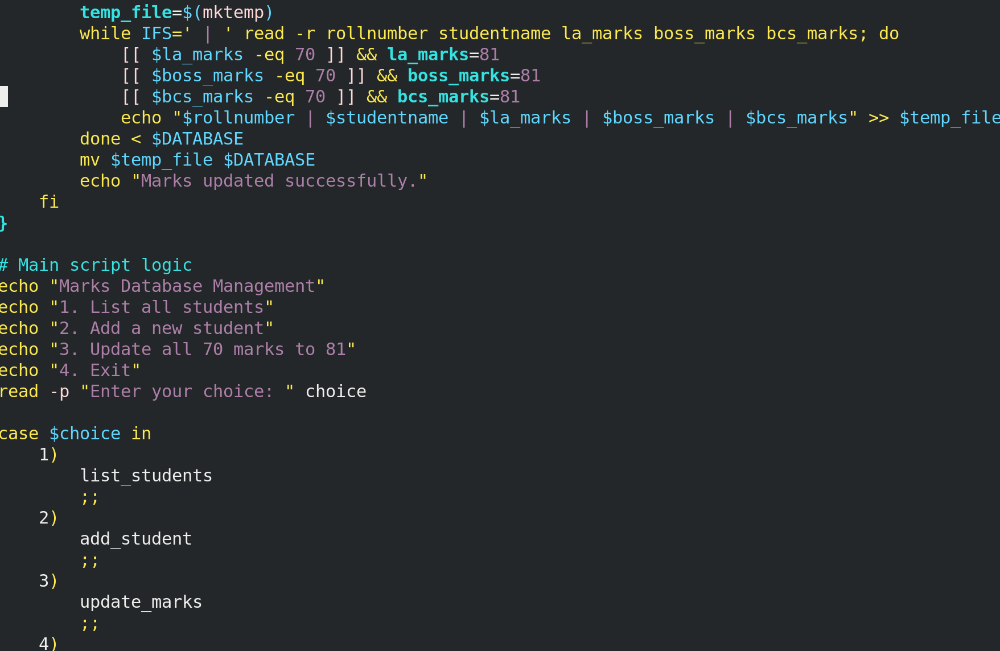 temp_file=$(mktemp)
while IFS=' | ' read -r rollnumber studentname la_marks boss_marks bcs_marks; do
[[ $la_marks -eq 70 ]] && la_marks=81
[[ $boss_marks -eq 70 ]] && boss_marks=81
[[ $bcs_marks -eq 70 ]] && bcs_marks=81
echo "$rollnumber | $studentname | $la_marks | $boss_marks | $bcs_marks" >> $temp_file
done < $DATABASE
mv $temp_file $DATABASE
echo "Marks updated successfully."
fi
}
# Main script logic
echo "Marks Database Management"
echo "1. List all students"
echo "2. Add a new student"
echo "3. Update all 70 marks to 81"
echo "4. Exit"
read -p "Enter your choice: " choice
case $choice in
1)
list_students
;;
2)
add_student
;;
3)
update_marks
;;
4)